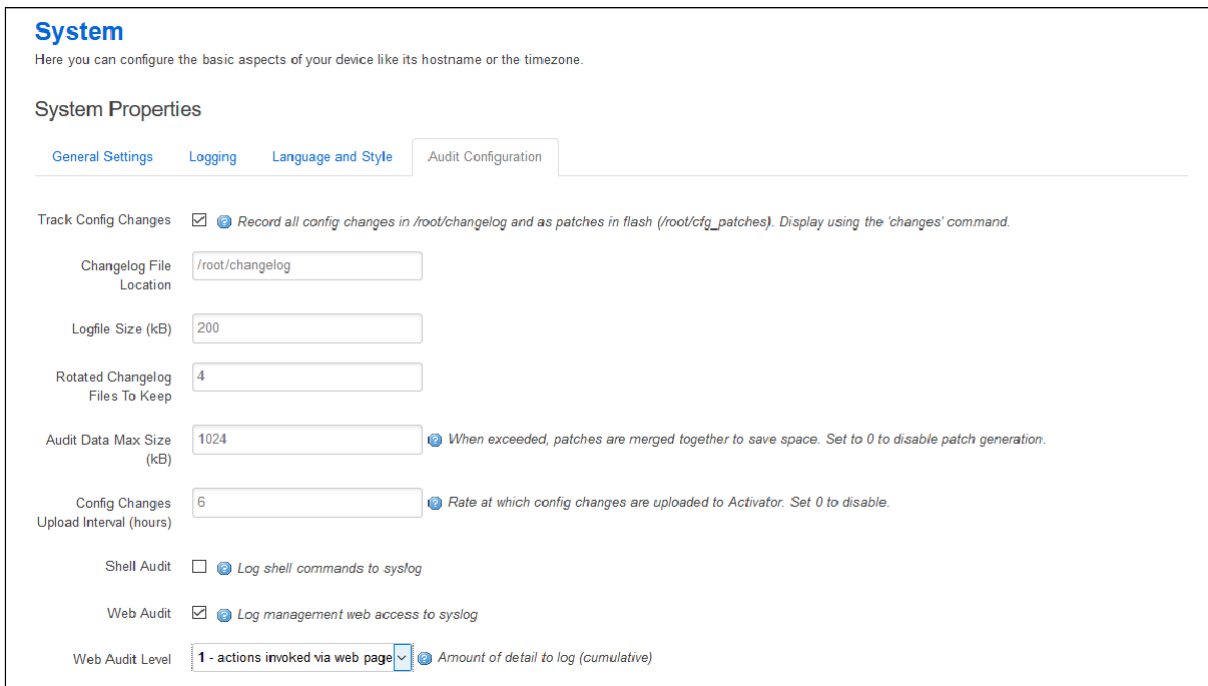 System
Here you can configure the basic aspects of your device like its hostname or the timezone.
System Properties
General Settings Logging Language and Style Audit Configuration
Track Config Changes Record all config changes in /root/changelog and as patches in flash (/root/cfg_patches). Display using the 'changes' command.
Changelog File
Location
/root/changelog
Logfile Size (kB) 200
Rotated Changelog
Files To Keep
4
Audit Data Max Size
(kB)
1024 When exceeded, patches are merged together to save space. Set to 0 to disable patch generation.
Config Changes
Upload Interval (hours)
6 Rate at which config changes are uploaded to Activator. Set 0 to disable.
Shell Audit Log shell commands to syslog
Web Audit Log management web access to syslog
Web Audit Level 1 - actions invoked via web page Amount of detail to log (cumulative)